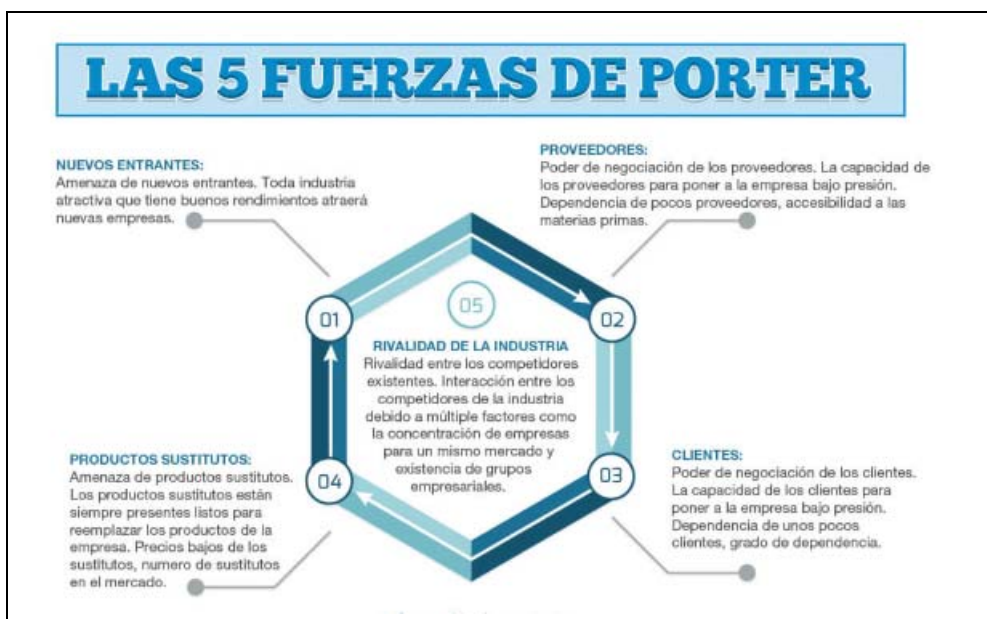 LAS 5 FUERZAS DE PORTER
NUEVOS ENTRANTES:
Amenaza de nuevos entrantes. Toda industria
atractiva que tiene buenos rendimientos atraerá
nuevas empresas.
PROVEEDORES:
Poder de negociación de los proveedores. La capacidad de
los proveedores para poner a la empresa bajo presión.
Dependencia de pocos proveedores, accesibilidad a las
materias primas.
01
02
05
RIVALIDAD DE LA INDUSTRIA
Rivalidad entre los competidores
existentes. Interacción entre los
competidores de la industria
debido a múltiple factores como
la concentración de empresas
para un mismo mercado y
existencia de grupos
empresariales.
PRODUCTOS SUSTITUTOS:
Amenaza de productos sustitutos.
Los productos sustitutos están
siempre presentes listos para
reemplazar los productos de la
empresa. Precios bajos de los
sustitutos, numero de sustitutos
en el mercado.
04
03
CLIENTES:
Poder de negociación de los clientes.
La capacidad de los clientes para
poner a la empresa bajo presión.
Dependencia de unos pocos
clientes, grado de dependencia.